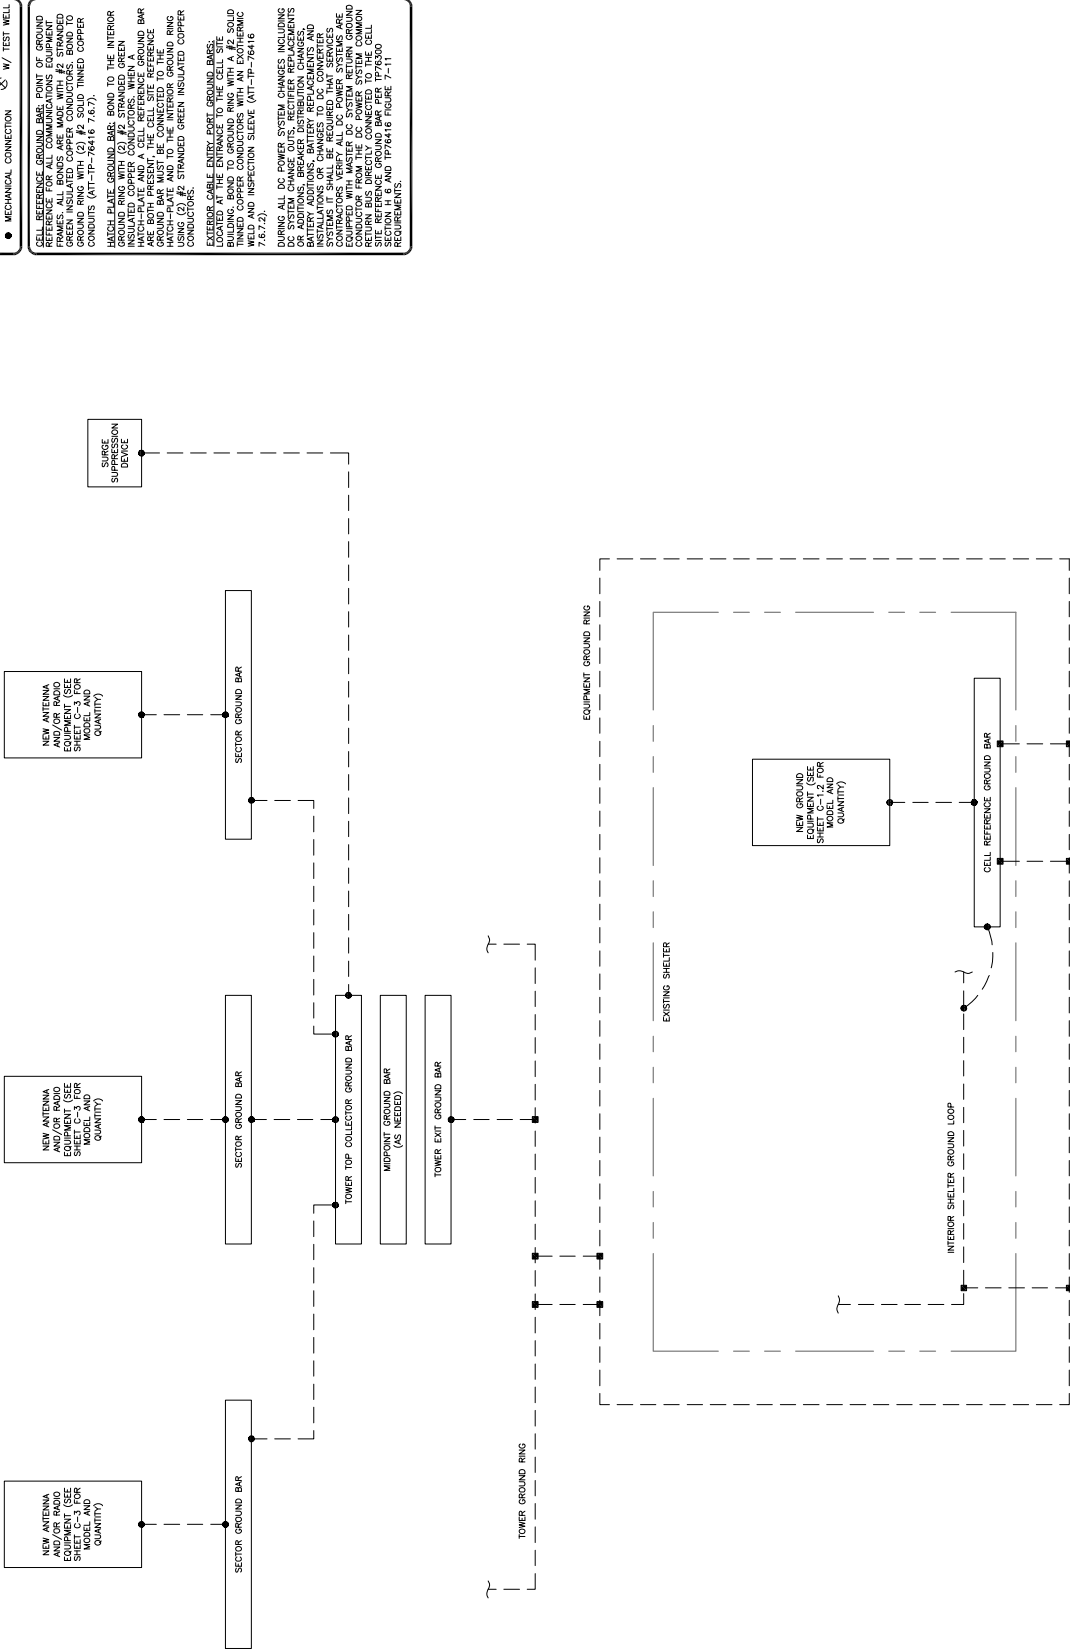 ● MECHANICAL CONNECTION
W/ TEST WELL
CELL REFERENCE GROUND BAR: POINT OF GROUND
REFERENCE FOR ALL COMMUNICATIONS EQUIPMENT
FRAMES. ALL BONDS ARE MADE WITH #2 STRANDED
GREEN INSULATED COPPER CONDUCTORS. BOND TO
GROUND RING WITH (2) #2 SOLID TINNED COPPER
CONDUITS (ATT-TP-76416 7.6.7).
HATCH PLATE GROUND BAR: BOND TO THE INTERIOR
GROUND RING WITH (2) #2 STRANDED GREEN
INSULATED COPPER CONDUCTORS. WHEN A
HATCH-PLATE AND A CELL REFERENCE GROUND BAR
ARE BOTH PRESENT, THE CELL SITE REFERENCE
GROUND BAR MUST BE CONNECTED TO THE
HATCH-PLATE AND TO THE INTERIOR GROUND RING
USING (2) #2 STRANDED GREEN INSULATED COPPER
CONDUCTORS.
EXTERIOR CABLE ENTRY PORT GROUND BARS:
LOCATED AT THE ENTRANCE TO THE CELL SITE
BUILDING. BOND TO GROUND RING WITH A #2 SOLID
TINNED COPPER CONDUCTORS WITH AN EXOTHERMIC
WELD AND INSPECTION SLEEVE (ATT-TP-76416
7.6.7.2).
DURING ALL DC POWER SYSTEM CHANGES INCLUDING
DC SYSTEM CHANGE OUTS, RECTIFIER REPLACEMENTS
OR ADDITIONS, BREAKER DISTRIBUTION CHANGES,
BATTERY ADDITIONS, BATTERY REPLACEMENTS AND
INSTALLATIONS OR CHANGES TO DC CONVERTER
SYSTEMS IT SHALL BE REQUIRED THAT SERVICES
CONTRACTORS VERIFY ALL DC POWER SYSTEMS ARE
EQUIPPED WITH MASTER DC SYSTEM RETURN GROUND
CONDUCTOR FROM THE DC POWER SYSTEM COMMON
RETURN BUS DIRECTLY CONNECTED TO THE CELL
SITE REFERENCE GROUND BAR PER TP76300
SECTION H 6 AND TP76416 FIGURE 7-11
REQUIREMENTS.
NEW ANTENNA
AND/OR RADIO
EQUIPMENT (SEE
SHEET C-3 FOR
MODEL AND
QUANTITY)
NEW ANTENNA
AND/OR RADIO
EQUIPMENT (SEE
SHEET C-3 FOR
MODEL AND
QUANTITY)
NEW ANTENNA
AND/OR RADIO
EQUIPMENT (SEE
SHEET C-3 FOR
MODEL AND
QUANTITY)
SURGE
SUPPRESSION
DEVICE
SECTOR GROUND BAR
SECTOR GROUND BAR
SECTOR GROUND BAR
TOWER TOP COLLECTOR GROUND BAR
MIDPOINT GROUND BAR
(AS NEEDED)
TOWER EXIT GROUND BAR
TOWER GROUND RING
EQUIPMENT GROUND RING
EXISTING SHELTER
NEW GROUND
EQUIPMENT (SEE
SHEET C-1.2 FOR
MODEL AND
QUANTITY)
INTERIOR SHELTER GROUND LOOP
CELL REFERENCE GROUND BAR